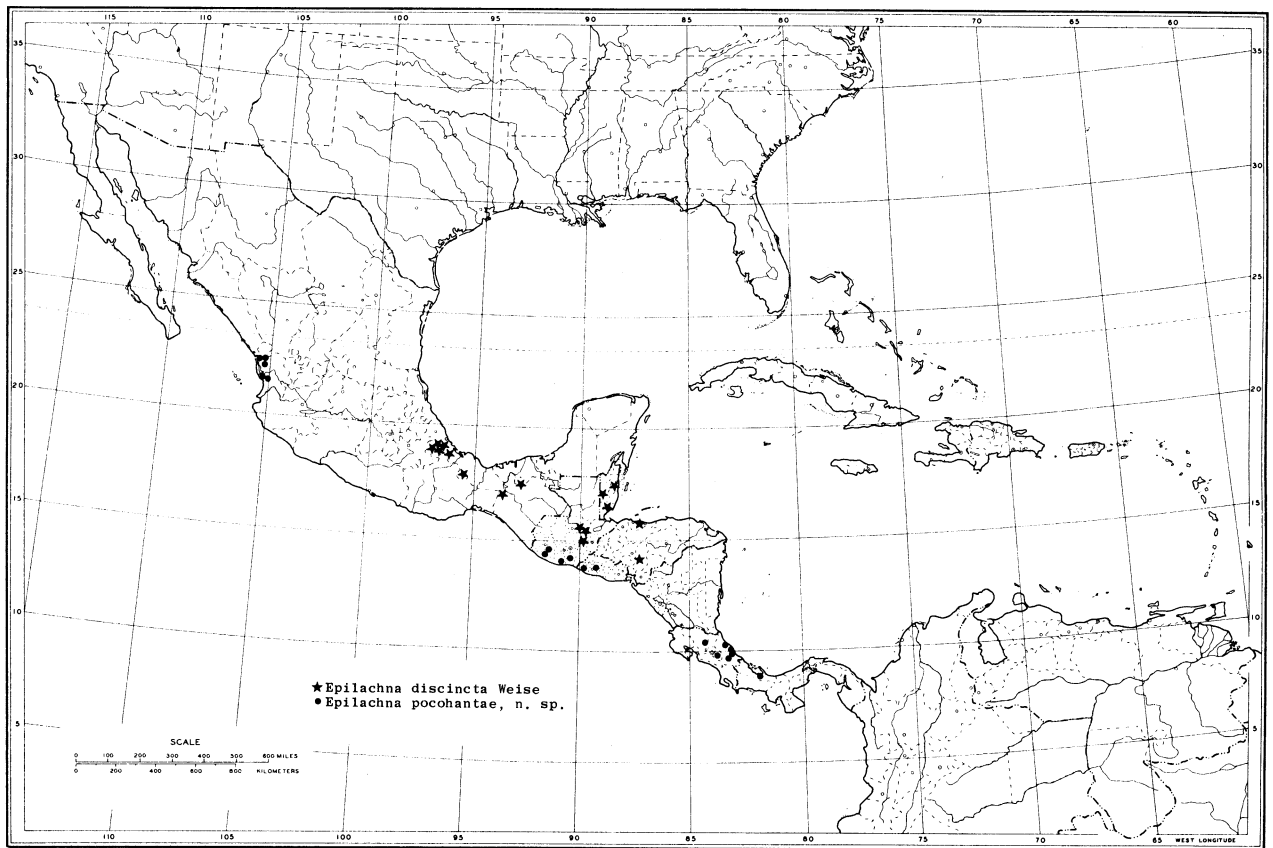 115 110 105 100 95 90 85 80 75 70 65 60
35 35
30 30
25 25
20 20
15 15
10 10
5 5
★Epilachna discincta Weise
●Epilachna pocohantae, n. sp.
SCALE
0 100 200 300 400 500 600 MILES
0 200 400 600 800 KILOMETERS
110 105 100 95 90 85 80 75 70 65 WEST LONGITUDE